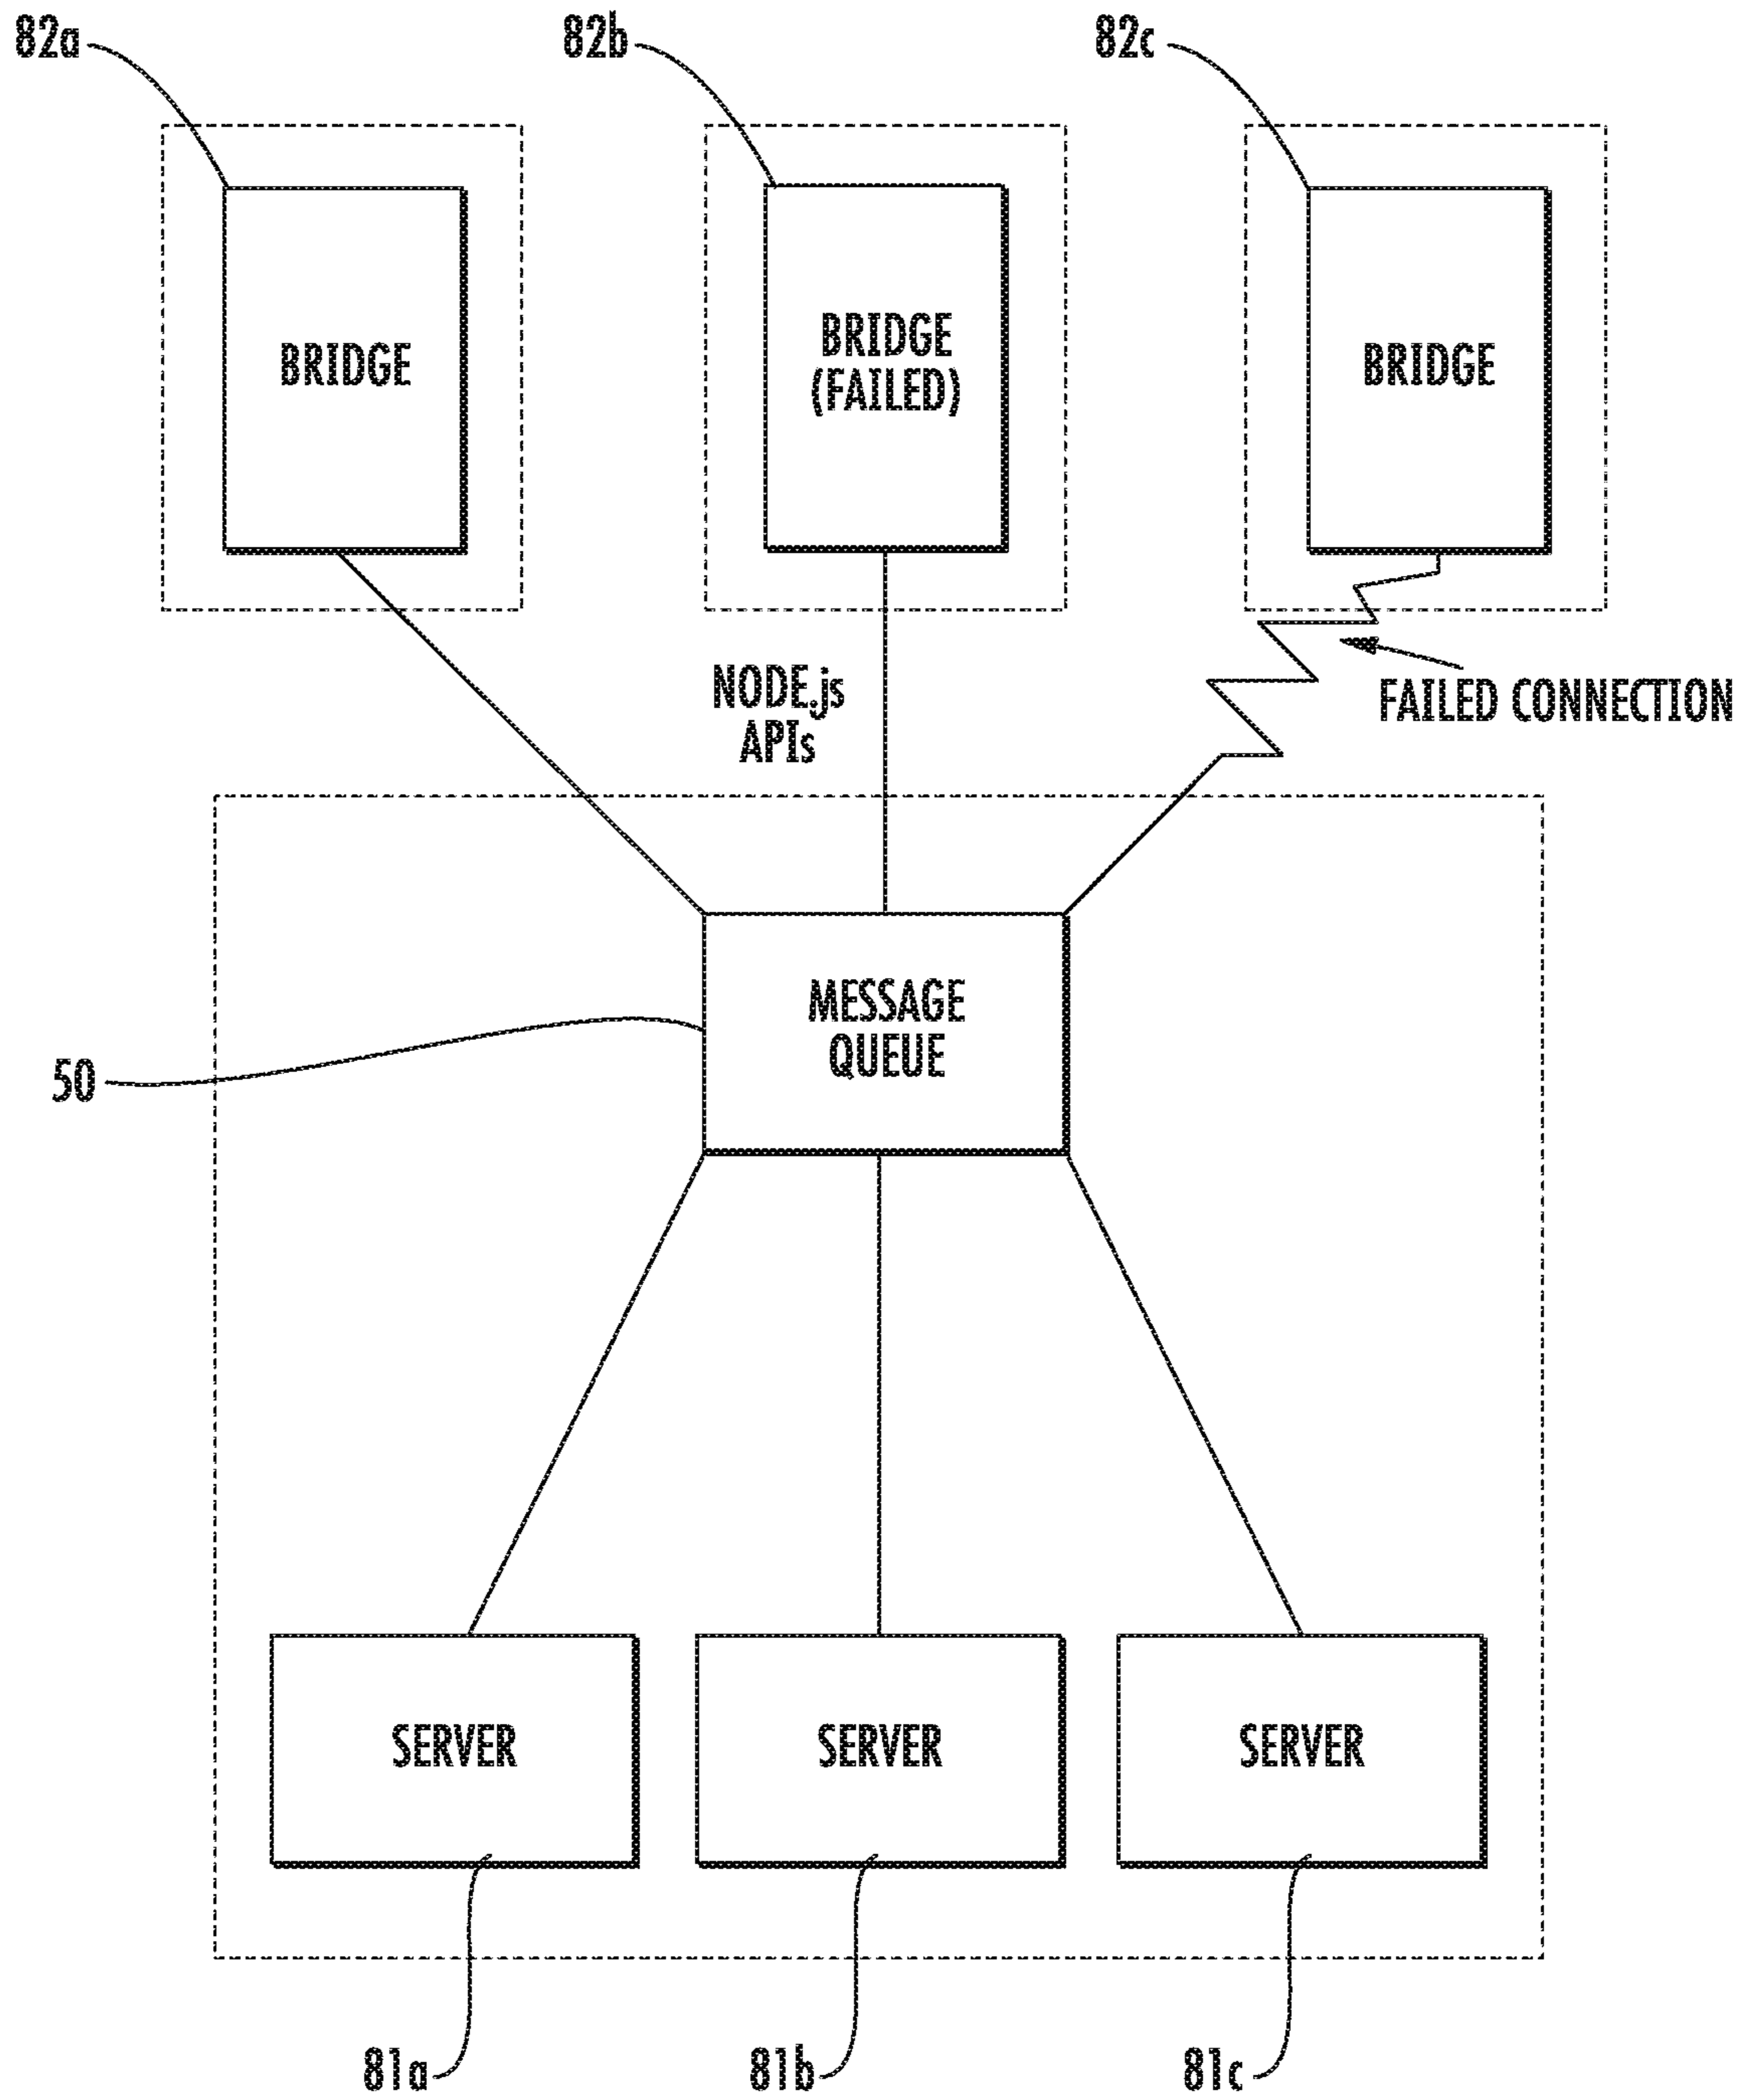 82a
82b
82c
BRIDGE
BRIDGE
(FAILED)
BRIDGE
NODE.js
APIs
FAILED CONNECTION
MESSAGE
QUEUE
50
SERVER
SERVER
SERVER
81a
81b
81c